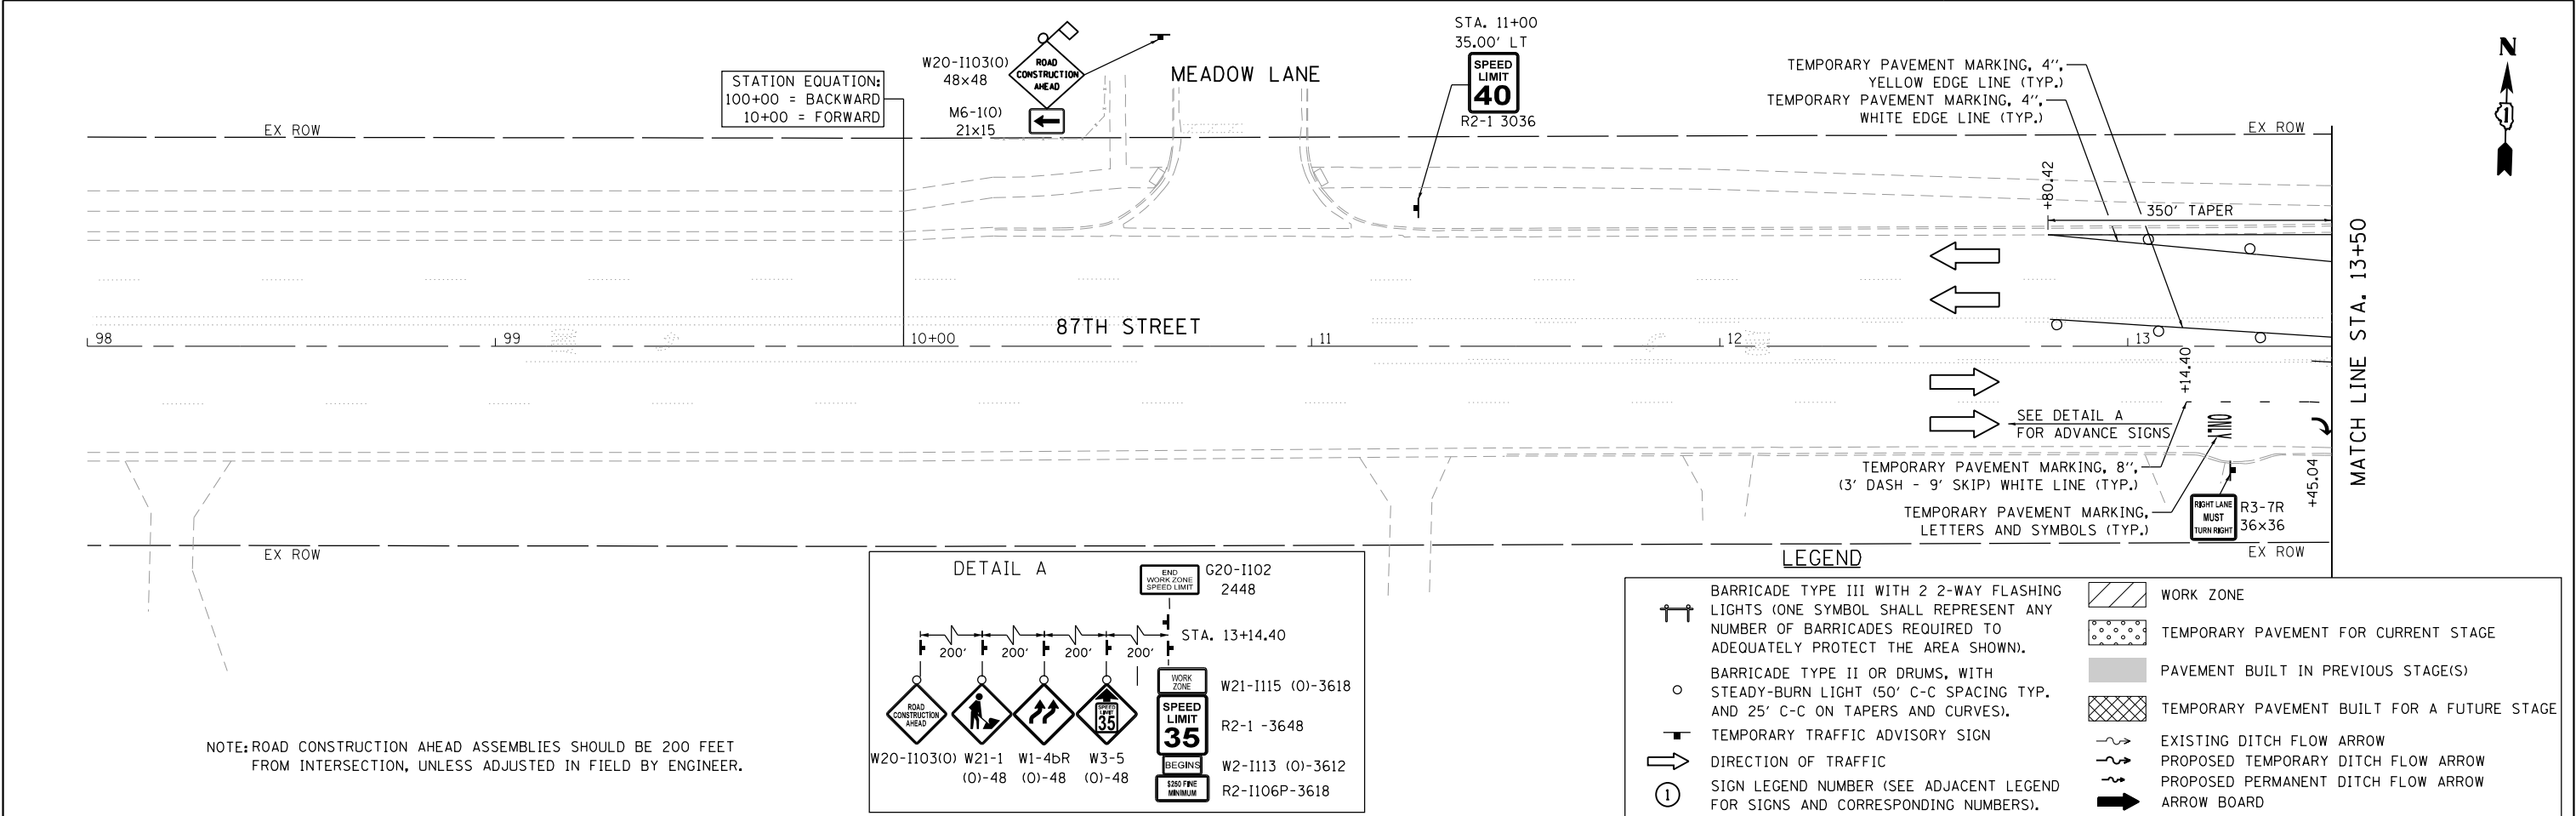 STATION EQUATION:
100+00 = BACKWARD
10+00 = FORWARD
W20-I103(O)
48x48
ROAD
CONSTRUCTION
AHEAD
M6-1(O)
21x15
MEADOW LANE
STA. 11+00
35.00' LT
SPEED
LIMIT
40
R2-1 3036
TEMPORARY PAVEMENT MARKING, 4",
YELLOW EDGE LINE (TYP.)
TEMPORARY PAVEMENT MARKING, 4",
WHITE EDGE LINE (TYP.)
N
1
EX ROW
EX ROW
+80.42
350' TAPER
MATCH LINE STA. 13+50
87TH STREET
98
99
10+00
11
12
13
+14.40
SEE DETAIL A
FOR ADVANCE SIGNS
ONLY
TEMPORARY PAVEMENT MARKING, 8",
(3' DASH - 9' SKIP) WHITE LINE (TYP.)
TEMPORARY PAVEMENT MARKING,
LETTERS AND SYMBOLS (TYP.)
RIGHT LANE
MUST
TURN RIGHT
R3-7R
36x36
+45.04
EX ROW
EX ROW
DETAIL A
END
WORK ZONE
SPEED LIMIT
G20-I102
2448
STA. 13+14.40
200'
200'
200'
200'
ROAD
CONSTRUCTION
AHEAD
SPEED
LIMIT
35
WORK
ZONE
W21-I115 (O)-3618
SPEED
LIMIT
35
R2-1 -3648
BEGINS
W2-I113 (O)-3612
$250 FINE
MINIMUM
R2-I106P-3618
W20-I103(O)
W21-1
(O)-48
W1-4bR
(O)-48
W3-5
(O)-48
NOTE: ROAD CONSTRUCTION AHEAD ASSEMBLIES SHOULD BE 200 FEET
FROM INTERSECTION, UNLESS ADJUSTED IN FIELD BY ENGINEER.
LEGEND
BARRICADE TYPE III WITH 2 2-WAY FLASHING
LIGHTS (ONE SYMBOL SHALL REPRESENT ANY
NUMBER OF BARRICADES REQUIRED TO
ADEQUATELY PROTECT THE AREA SHOWN).
BARRICADE TYPE II OR DRUMS, WITH
STEADY-BURN LIGHT (50' C-C SPACING TYP.
AND 25' C-C ON TAPERS AND CURVES).
TEMPORARY TRAFFIC ADVISORY SIGN
DIRECTION OF TRAFFIC
1
SIGN LEGEND NUMBER (SEE ADJACENT LEGEND
FOR SIGNS AND CORRESPONDING NUMBERS).
WORK ZONE
TEMPORARY PAVEMENT FOR CURRENT STAGE
PAVEMENT BUILT IN PREVIOUS STAGE(S)
TEMPORARY PAVEMENT BUILT FOR A FUTURE STAGE
EXISTING DITCH FLOW ARROW
PROPOSED TEMPORARY DITCH FLOW ARROW
PROPOSED PERMANENT DITCH FLOW ARROW
ARROW BOARD